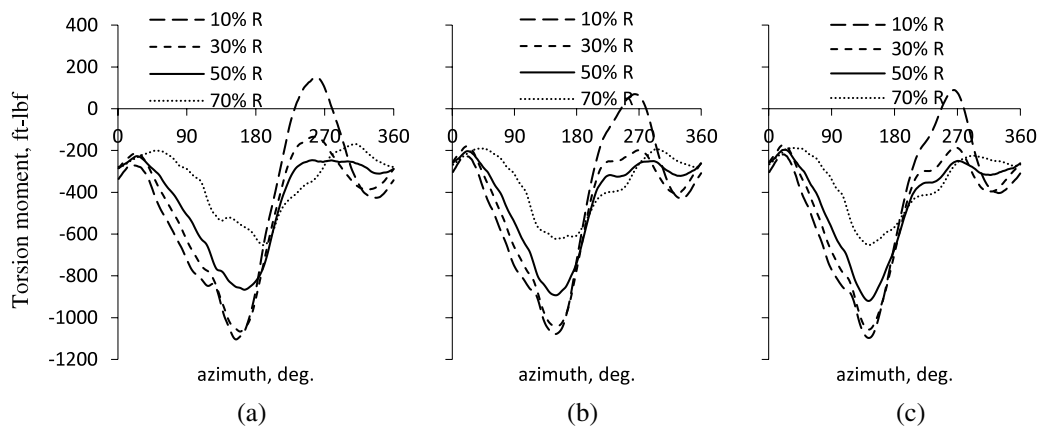 Torsion moment, ft-lbf
400
200
0
-200
-400
-600
-800
-1000
-1200
10% R
30% R
50% R
70% R
0 90 180 270 360
azimuth, deg.
(a)
10% R
30% R
50% R
70% R
0 90 180 270 360
azimuth, deg.
(b)
10% R
30% R
50% R
70% R
0 90 180 270 360
azimuth, deg.
(c)